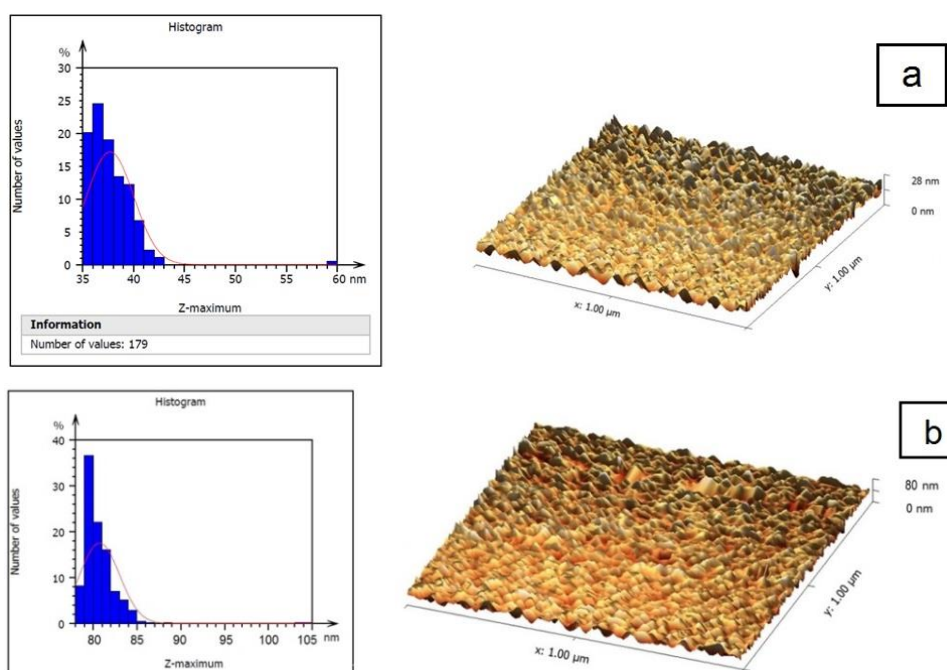 Histogram
%
30
25
20
15
10
5
0
Number of values
35 40 45 50 55 60 nm
Z-maximum
Information
Number of values: 179
a
28 nm
0 nm
x: 1.00 µm
y: 1.00 µm
Histogram
%
40
30
20
10
0
Number of values
80 85 90 95 100 105 nm
Z-maximum
b
80 nm
0 nm
x: 1.00 µm
y: 1.00 µm